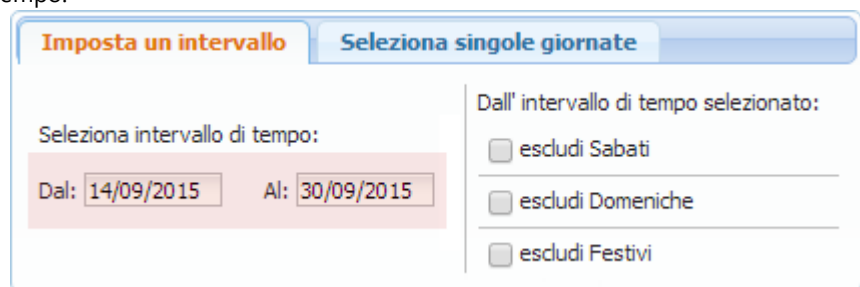 empo:
Imposta un intervallo
Seleziona singole giornate
Seleziona intervallo di tempo:
Dal: 14/09/2015 Al: 30/09/2015
Dall' intervallo di tempo selezionato:
escludi Sabati
escludi Domeniche
escludi Festivi